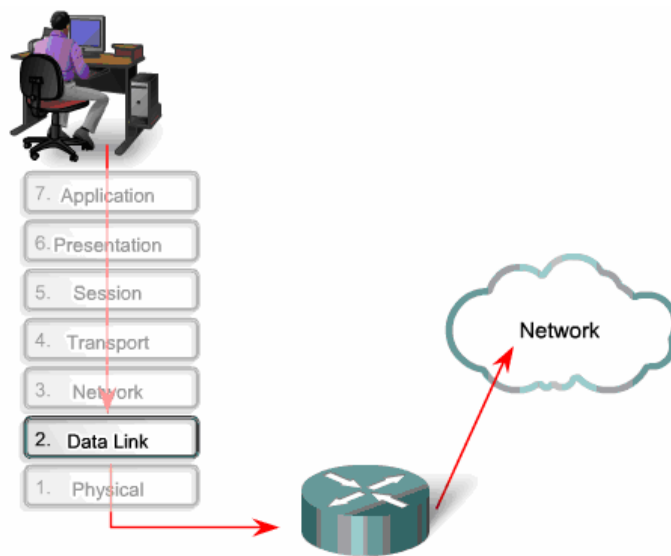 7. Application
6. Presentation
5. Session
4. Transport
3. Network
2. Data Link
1. Physical
Network